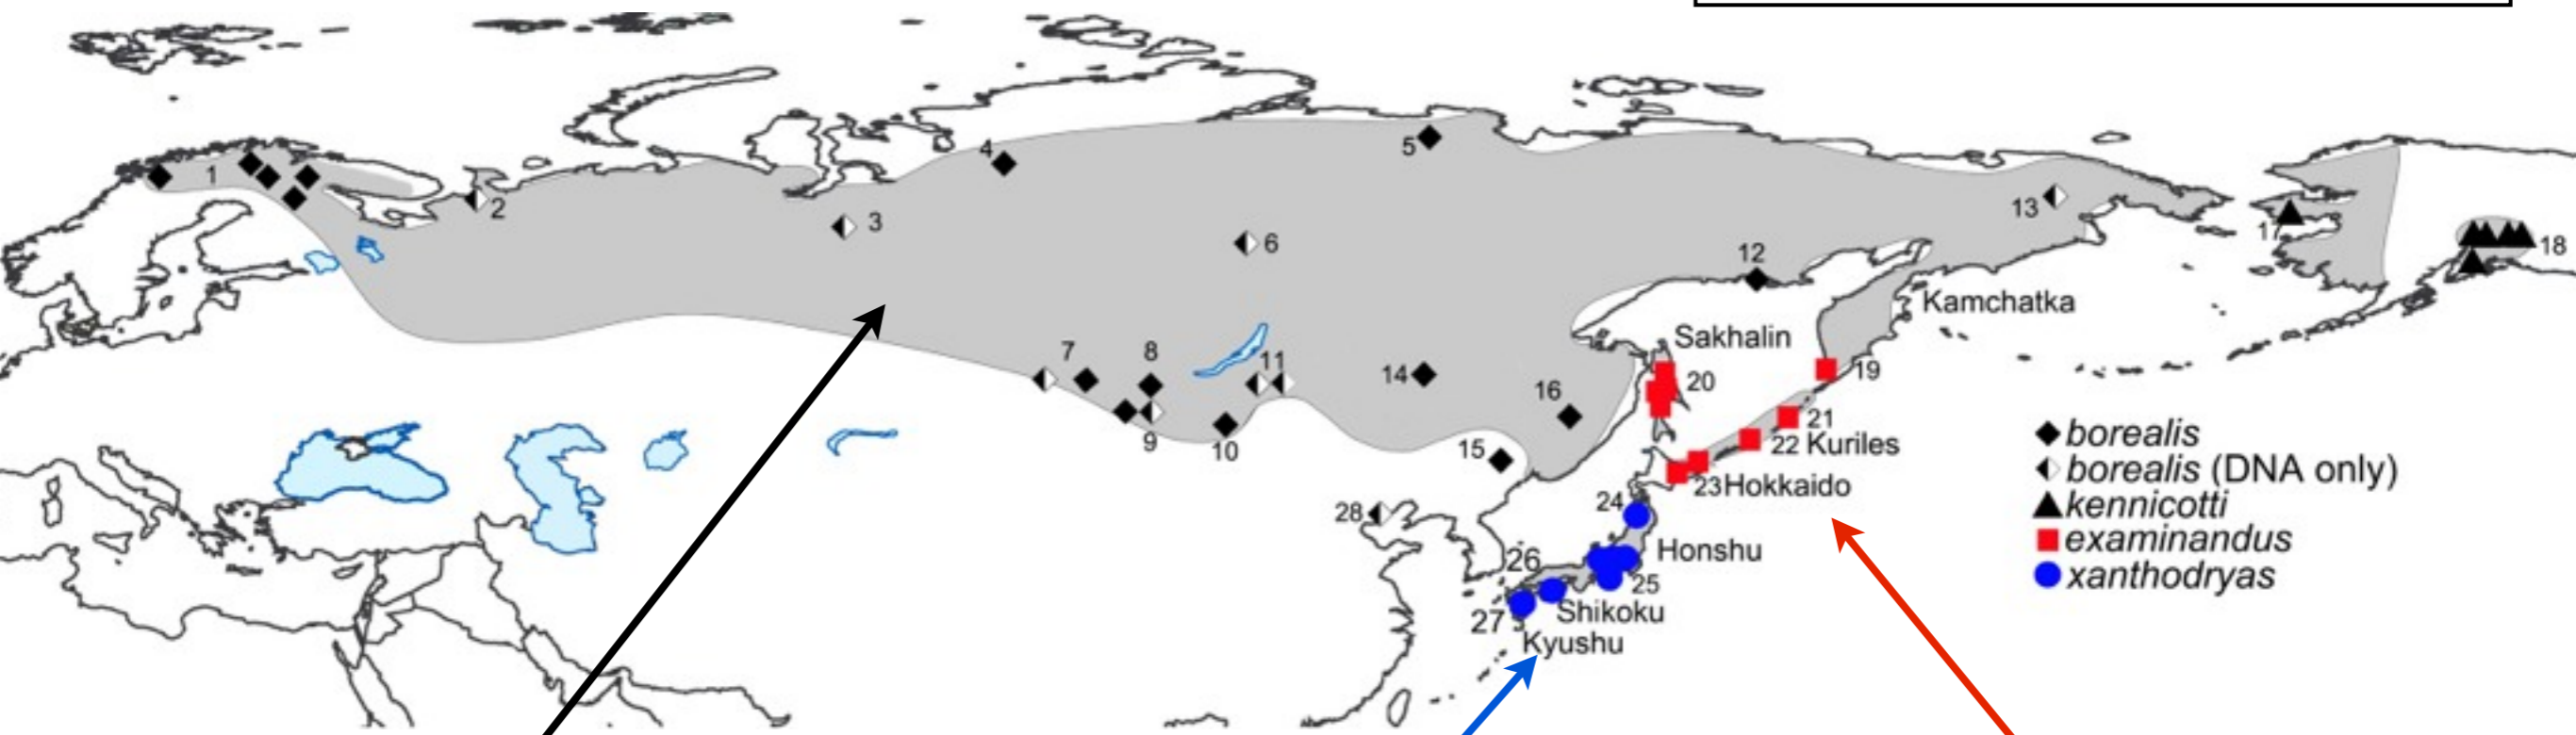 1
2
3
4
5
6
7
8
9
10
11
12
13
14
15
16
17
18
19
20
21
22 Kuriles
23 Hokkaido
24
25
26
27
28
Kamchatka
Sakhalin
Honshu
Shikoku
Kyushu
borealis
borealis (DNA only)
kennicotti
examinandus
xanthodryas